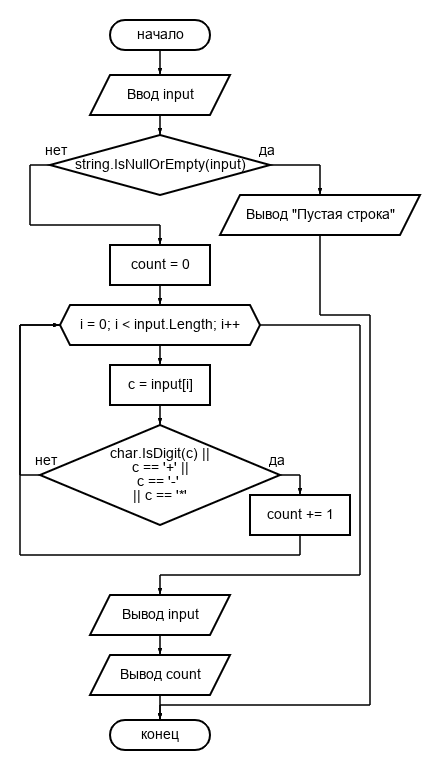 начало
Ввод input
нет
да
string.IsNullOrEmpty(input)
Вывод "Пустая строка"
count = 0
i = 0; i < input.Length; i++
c = input[i]
нет
да
char.IsDigit(c) ||
c == '+' ||
c == '-'
|| c == '*'
count += 1
Вывод input
Вывод count
конец